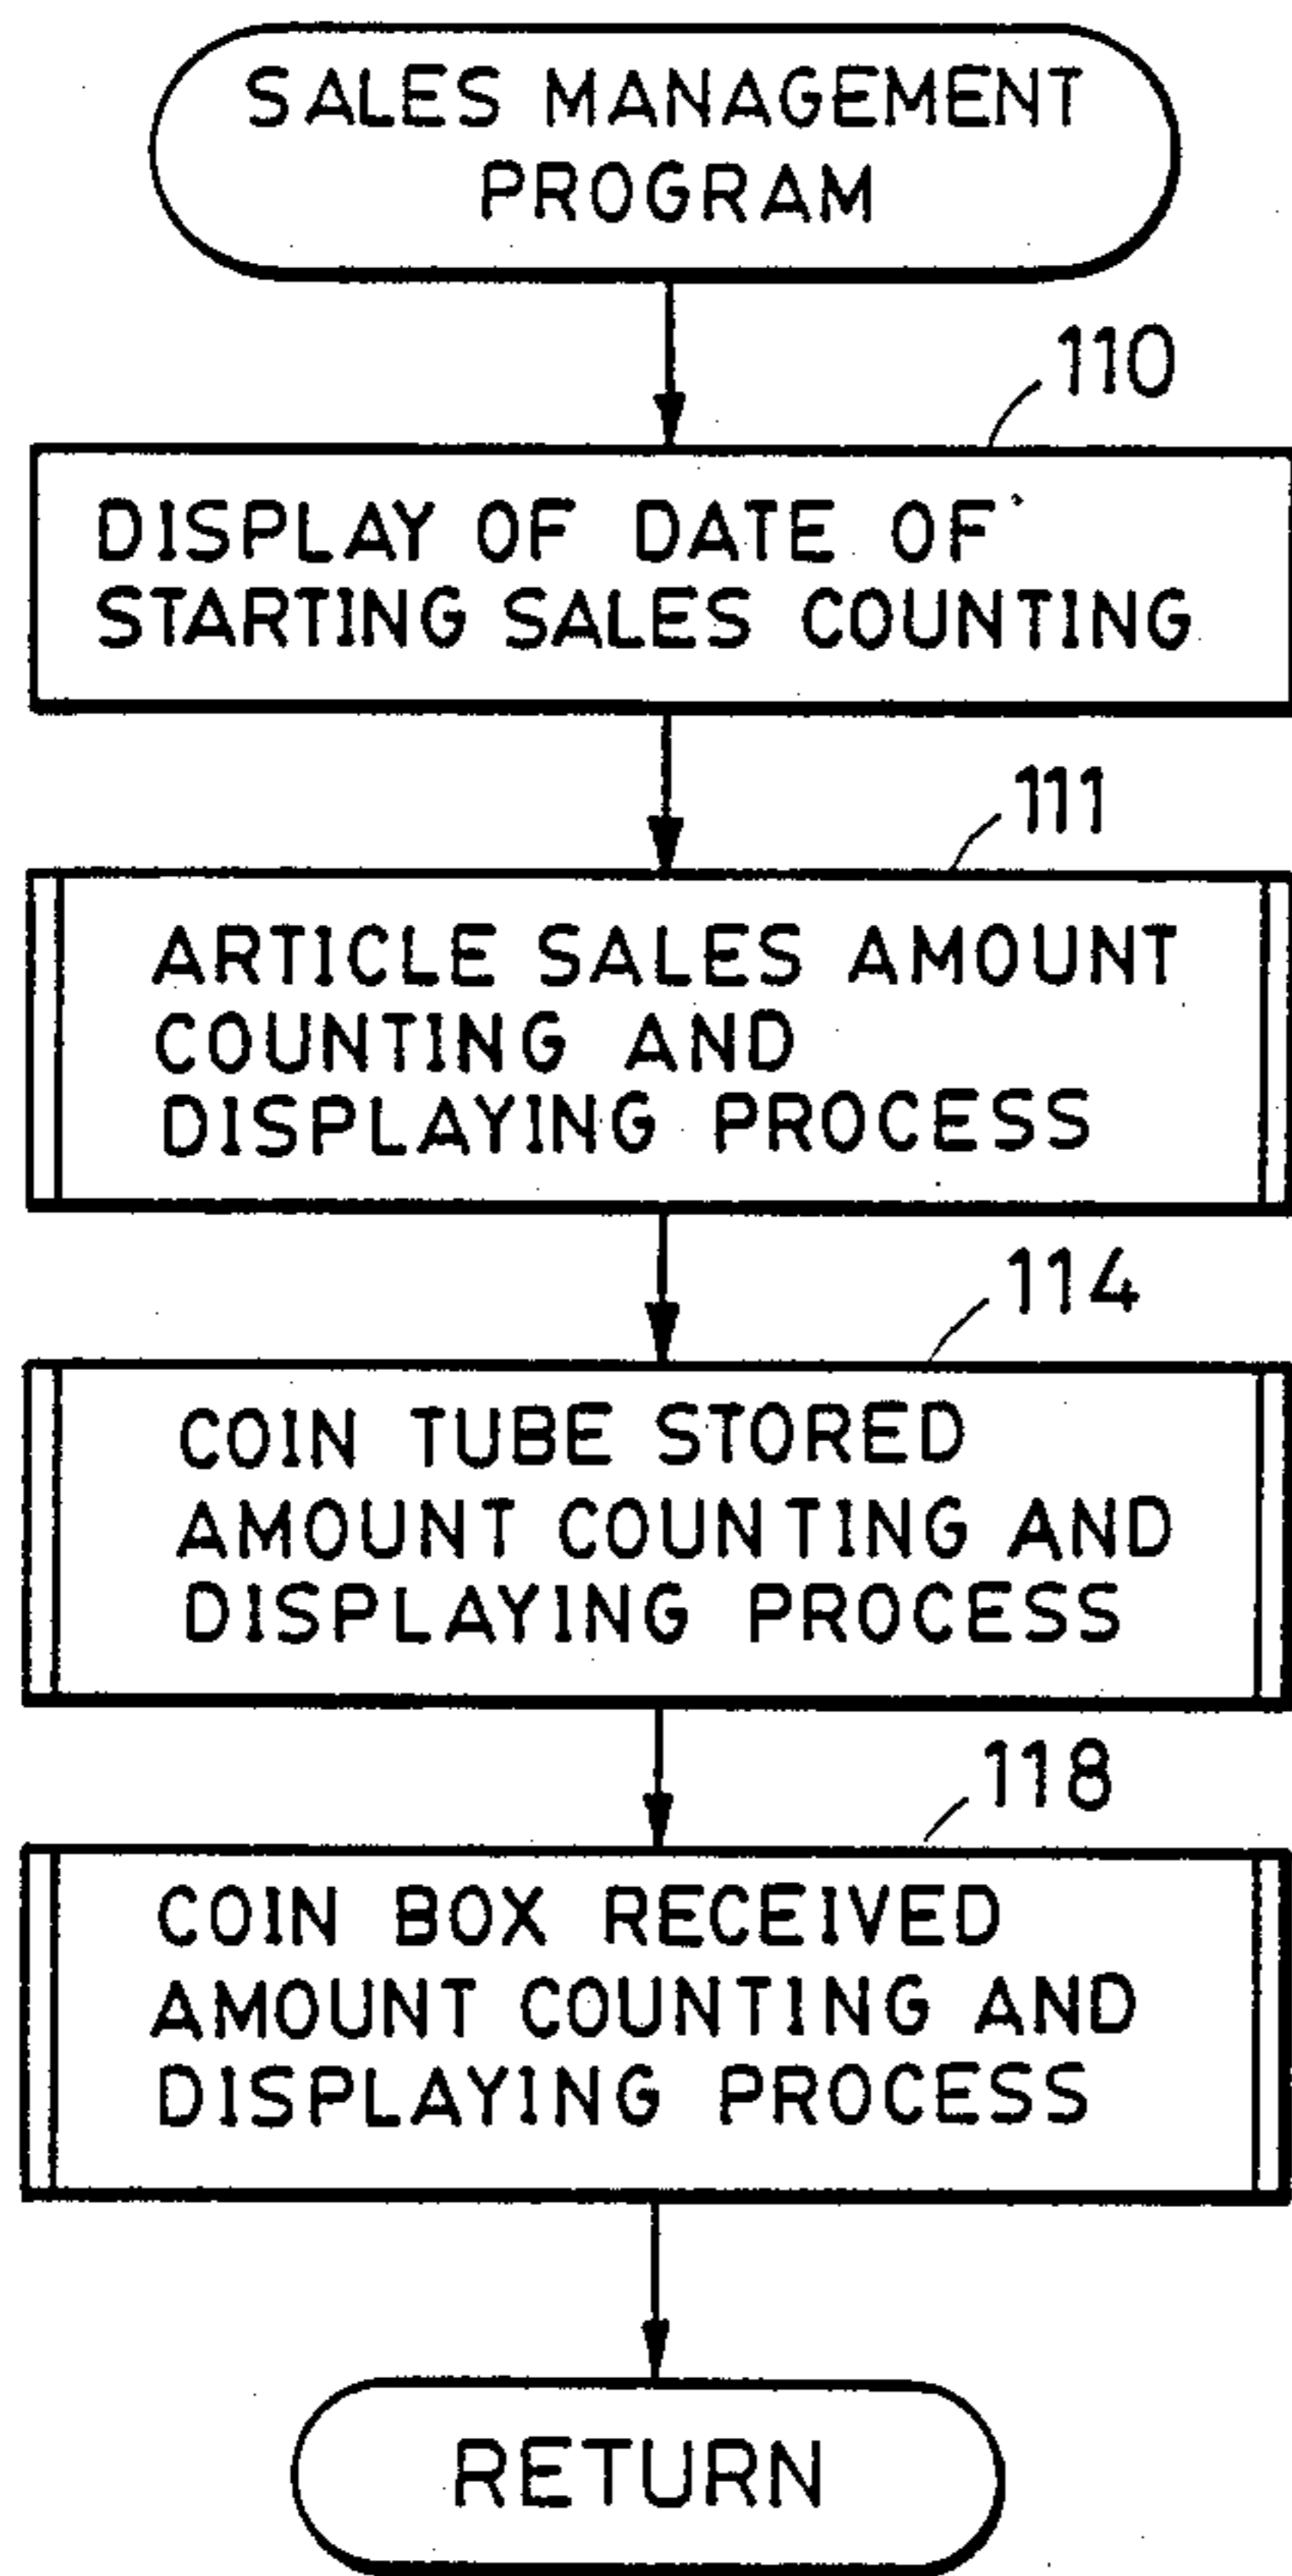 SALES MANAGEMENT
PROGRAM
110
DISPLAY OF DATE OF
STARTING SALES COUNTING
111
ARTICLE SALES AMOUNT
COUNTING AND
DISPLAYING PROCESS
114
COIN TUBE STORED
AMOUNT COUNTING AND
DISPLAYING PROCESS
118
COIN BOX RECEIVED
AMOUNT COUNTING AND
DISPLAYING PROCESS
RETURN